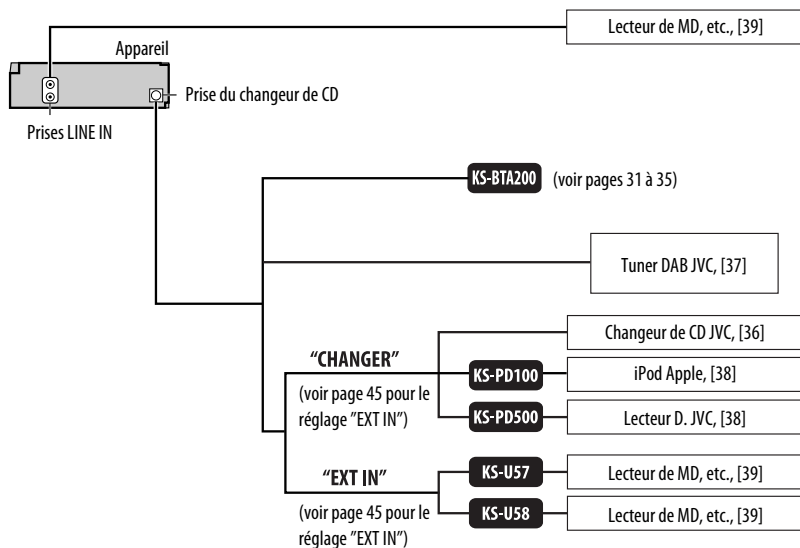 Lecteur de MD, etc., [39]
Appareil
Prise du changeur de CD
Prises LINE IN
KS-BTA200 (voir pages 31 à 35)
Tuner DAB JVC, [37]
Changeur de CD JVC, [36]
"CHANGER"
KS-PD100 iPod Apple, [38]
(voir page 45 pour le
réglage "EXT IN")
KS-PD500 Lecteur D. JVC, [38]
"EXT IN"
KS-U57 Lecteur de MD, etc., [39]
(voir page 45 pour le
réglage "EXT IN")
KS-U58 Lecteur de MD, etc., [39]